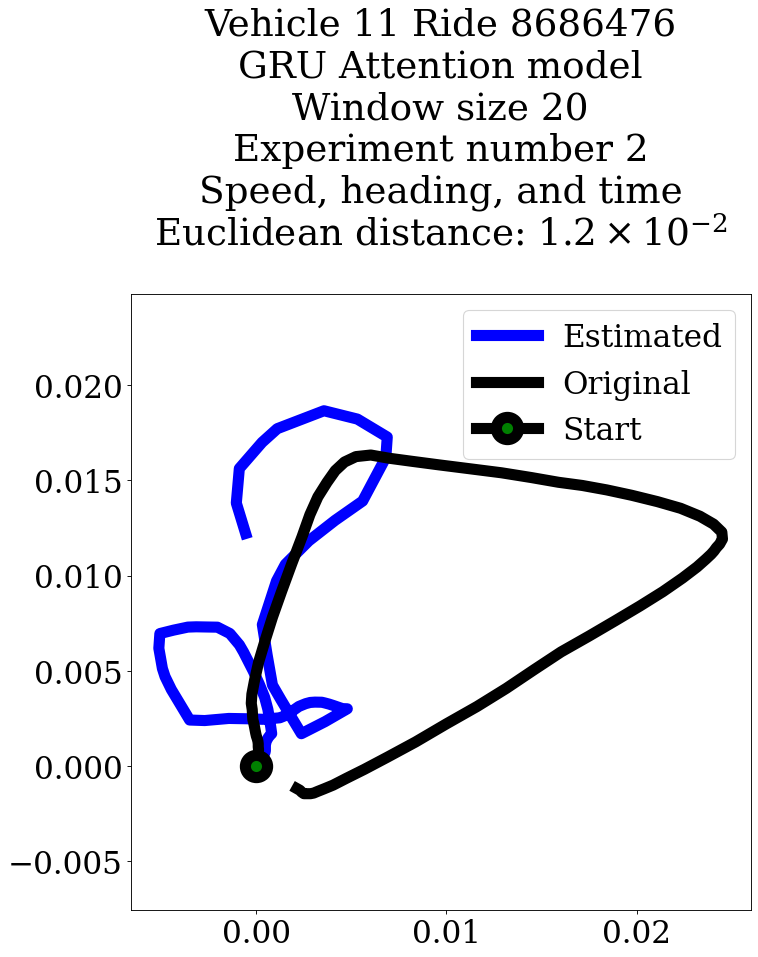 Vehicle 11 Ride 8686476
GRU Attention model
Window size 20
Experiment number 2
Speed, heading, and time
Euclidean distance: 1.2 × 10⁻²
Estimated
Original
Start
0.020
0.015
0.010
0.005
0.000
−0.005
0.00 0.01 0.02